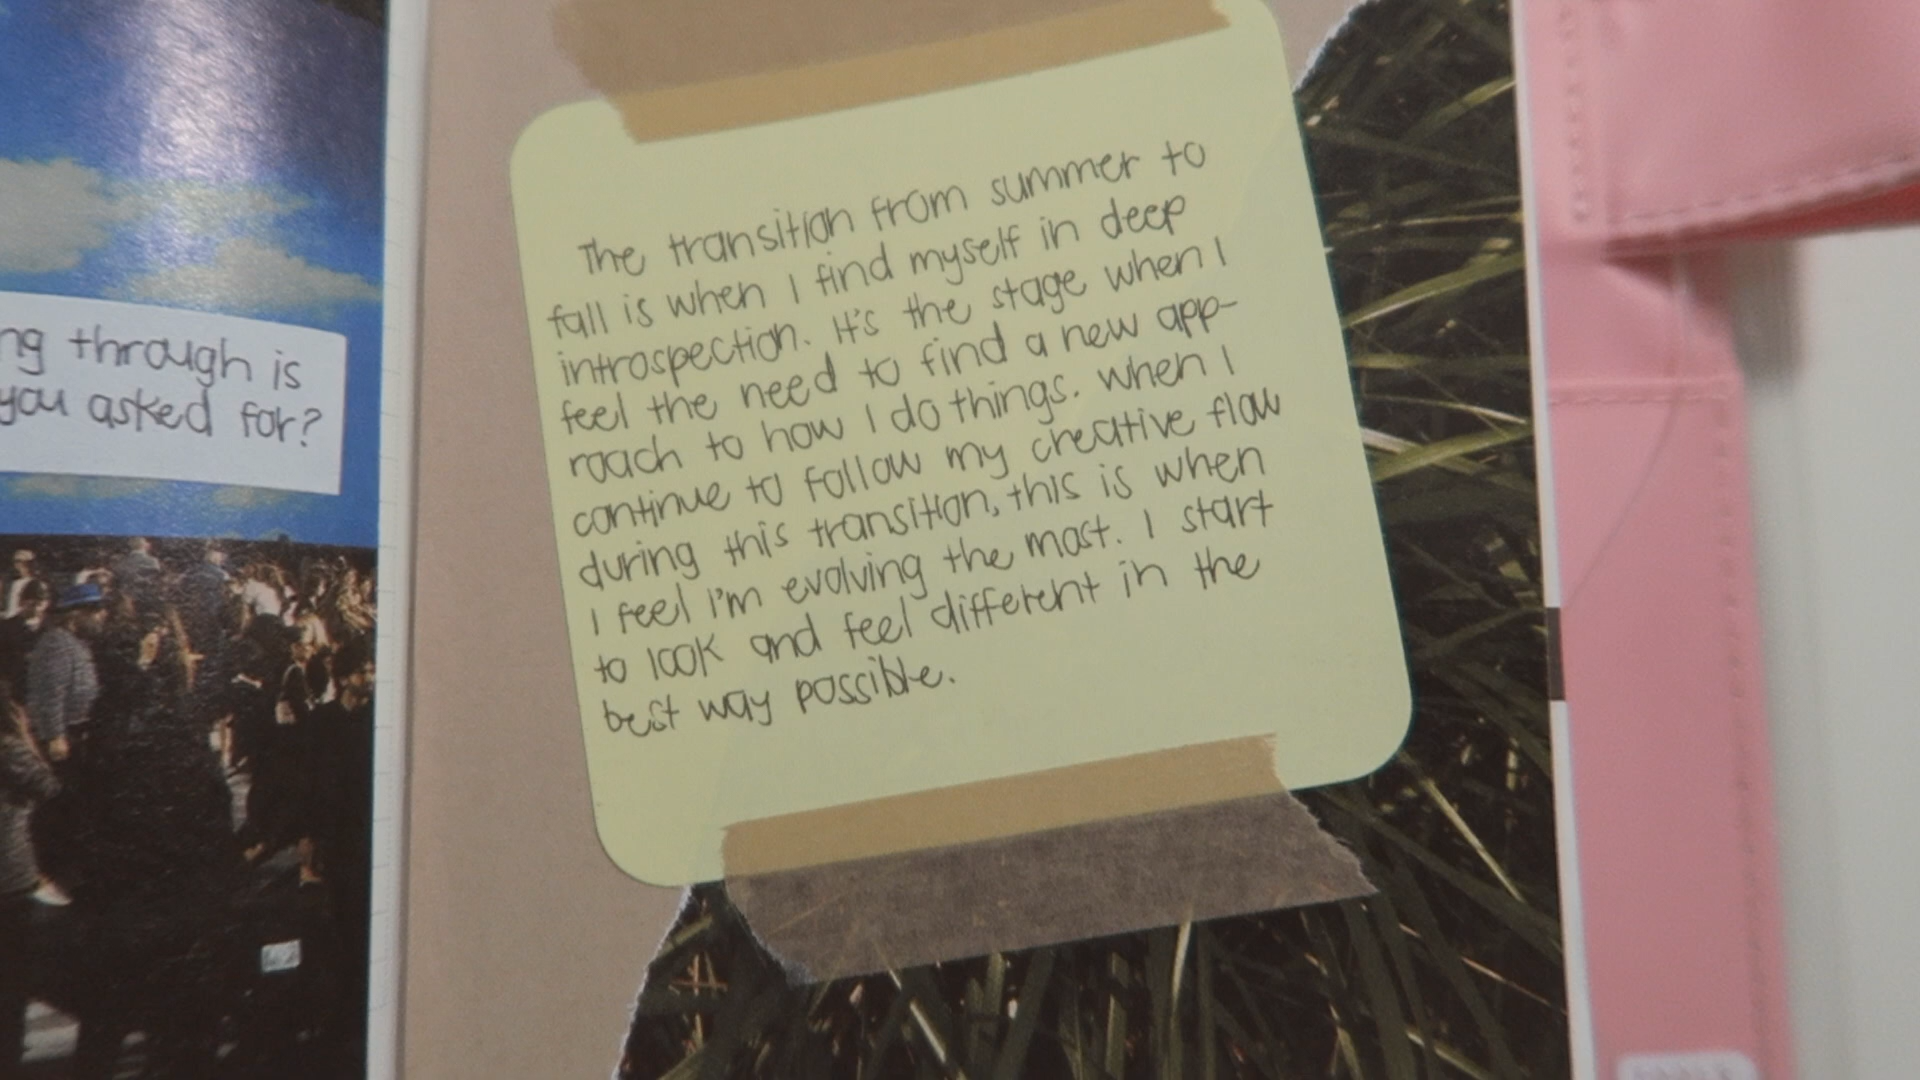 ng through is
you asked for?
The transition from summer to
fall is when I find myself in deep
introspection. It's the stage when I
feel the need to find a new app-
roach to how I do things. When I
continue to follow my creative flow
during this transition, this is when
I feel I'm evolving the most. I start
to look and feel different in the
best way possible.